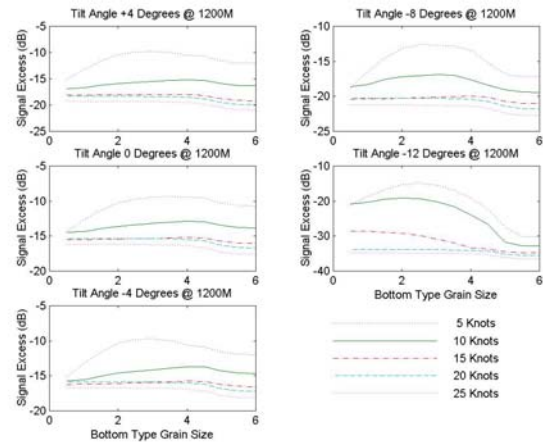 Tilt Angle +4 Degrees @ 1200M
Signal Excess (dB)
-5
-10
-15
-20
-25
0 2 4 6
Tilt Angle 0 Degrees @ 1200M
Signal Excess (dB)
-5
-10
-15
-20
0 2 4 6
Tilt Angle -4 Degrees @ 1200M
Signal Excess (dB)
-5
-10
-15
-20
0 2 4 6
Bottom Type Grain Size
Tilt Angle -8 Degrees @ 1200M
Signal Excess (dB)
-10
-15
-20
-25
0 2 4 6
Tilt Angle -12 Degrees @ 1200M
Signal Excess (dB)
-10
-20
-30
-40
0 2 4 6
Bottom Type Grain Size
5 Knots
10 Knots
15 Knots
20 Knots
25 Knots